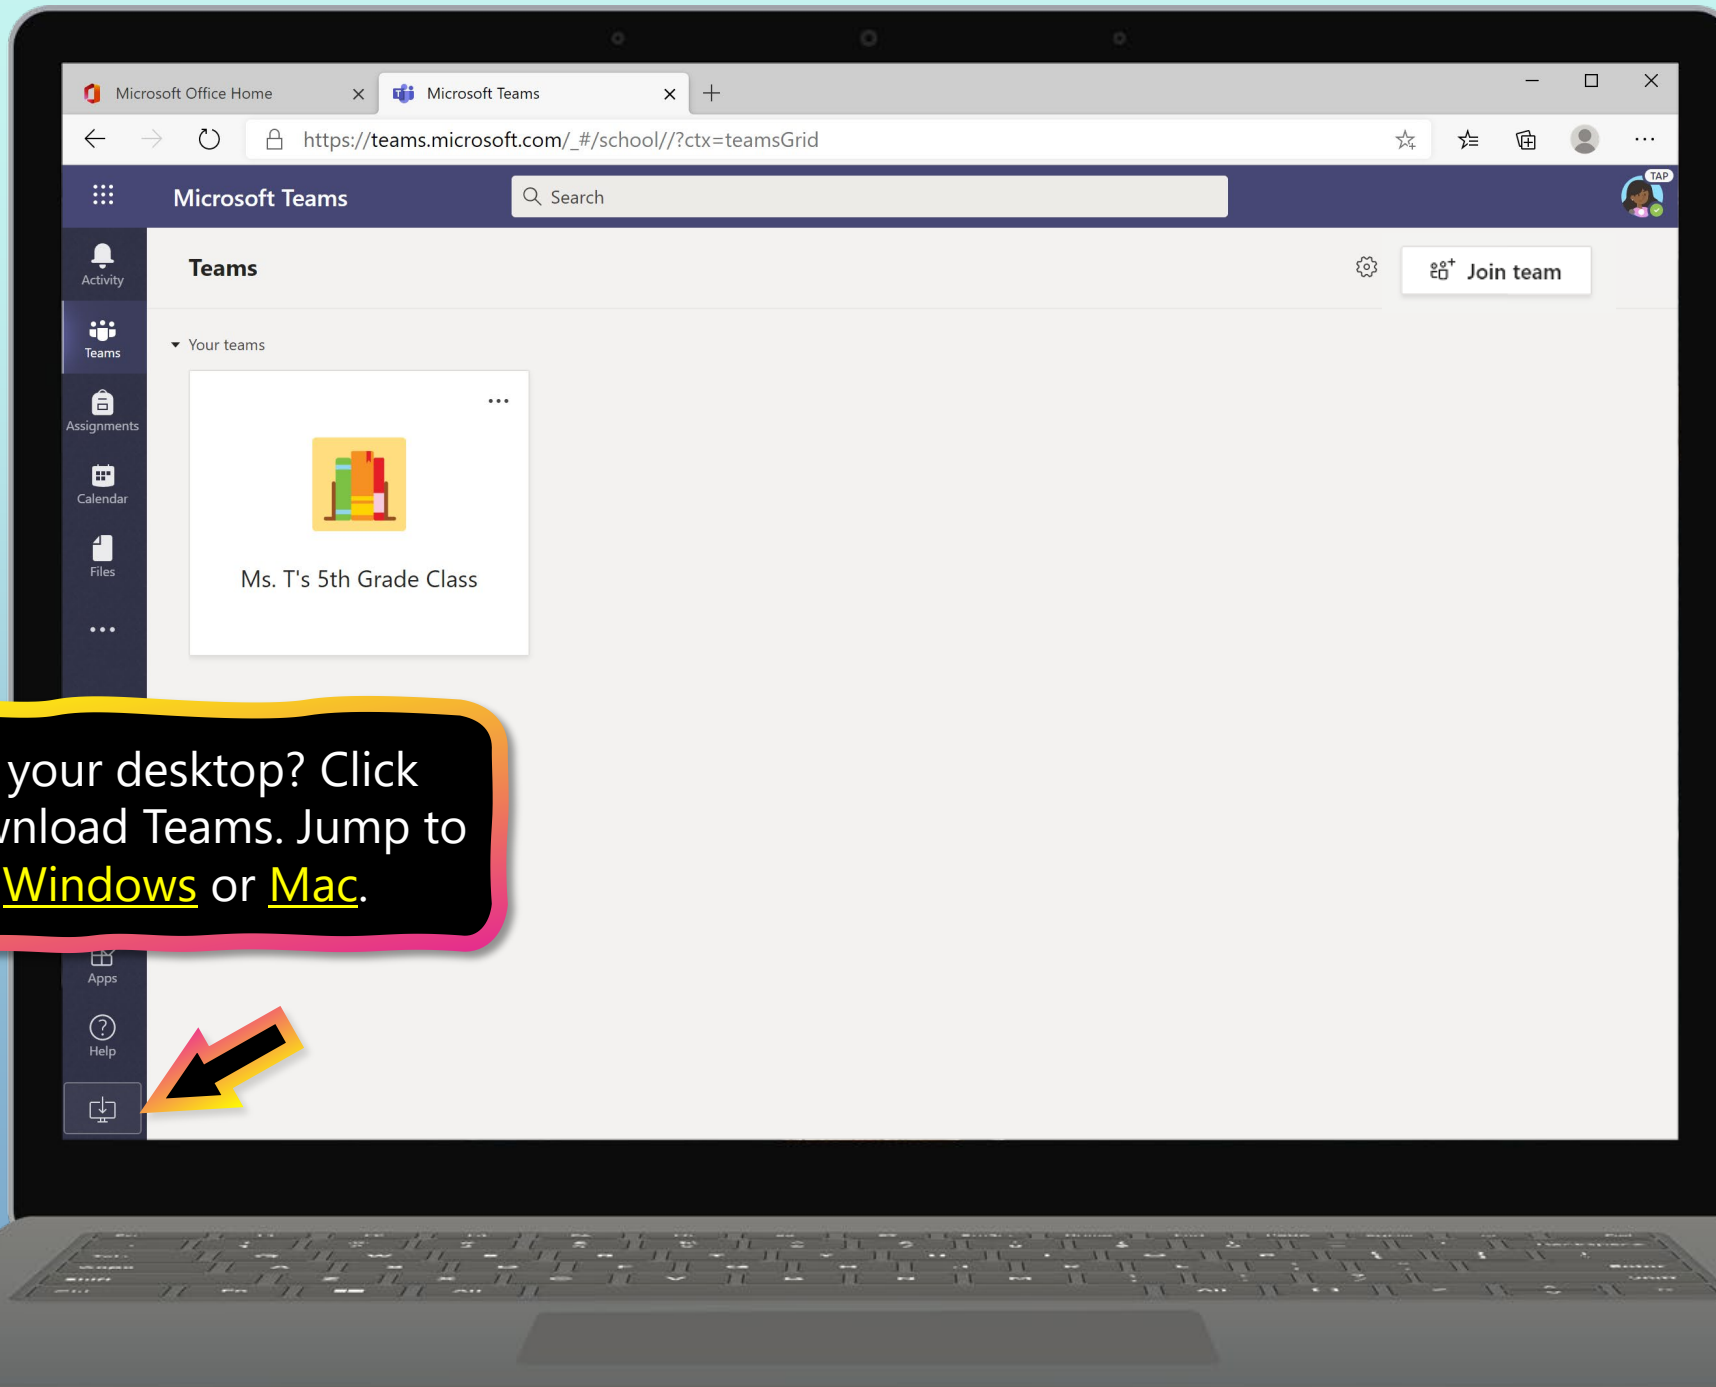 Microsoft Office Home
Microsoft Teams
https://teams.microsoft.com/_#/school//?ctx=teamsGrid
Microsoft Teams
Search
TAP
Activity
Teams
Assignments
Calendar
Files
Teams
Join team
Your teams
Ms. T's 5th Grade Class
your desktop? Click
Teams. Jump to
Windows or Mac.
Apps
Help